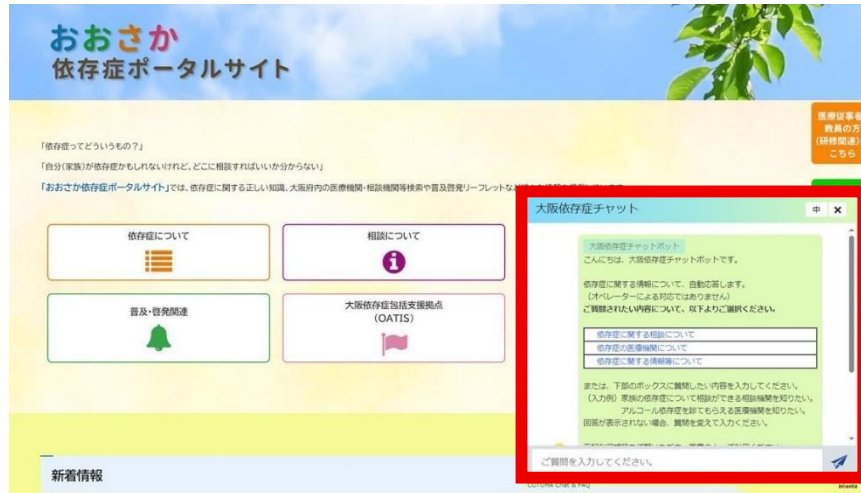 おおさか
依存症ポータルサイト
医療従事者
教員の方
(研修関連)
こちら
「依存症ってどういうもの?」
「自分(家族)が依存症かもしれないけれど、どこに相談すればいいか分からない」
「おおさか依存症ポータルサイト」では、依存症に関する正しい知識、大阪府内の医療機関・相談機関等検索や普及啓発リーフレットなど
依存症について
相談について
普及・啓発関連
大阪依存症包括支援拠点
(OATIS)
新着情報
大阪依存症チャット
中
大阪依存症チャットボット
こんにちは、大阪依存症チャットボットです。
依存症に関する情報について、自動応答します。
(オペレーターによる対応ではありません)
ご質問されたい内容について、以下よりご選択ください。
依存症に関する相談について
依存症の医療機関について
依存症に関する情報等について
または、下部のボックスに質問したい内容を入力してください。
(入力例) 家族の依存症について相談ができる相談機関を知りたい。
アルコール依存症を診てもらえる医療機関を知りたい。
回答が表示されない場合、質問を変えて入力ください。
ご質問を入力してください。
COTOHA Chat & FAQ